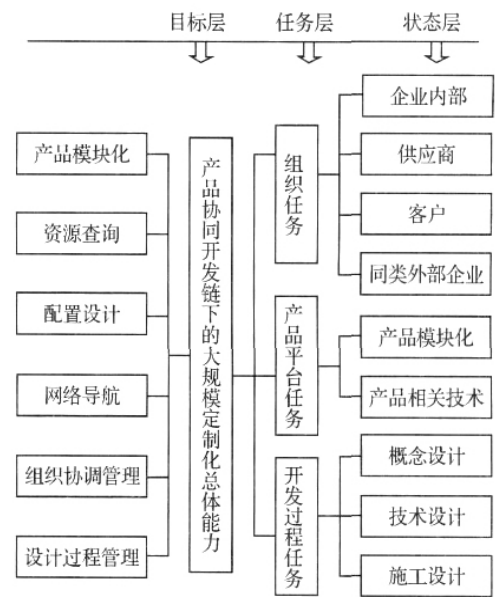 目标层 任务层 状态层
产品模块化
资源查询
配置设计
网络导航
组织协调管理
设计过程管理
产品协同开发链下的大规模定制化总体能力
组织任务
产品平台任务
开发过程任务
企业内部
供应商
客户
同类外部企业
产品模块化
产品相关技术
概念设计
技术设计
施工设计